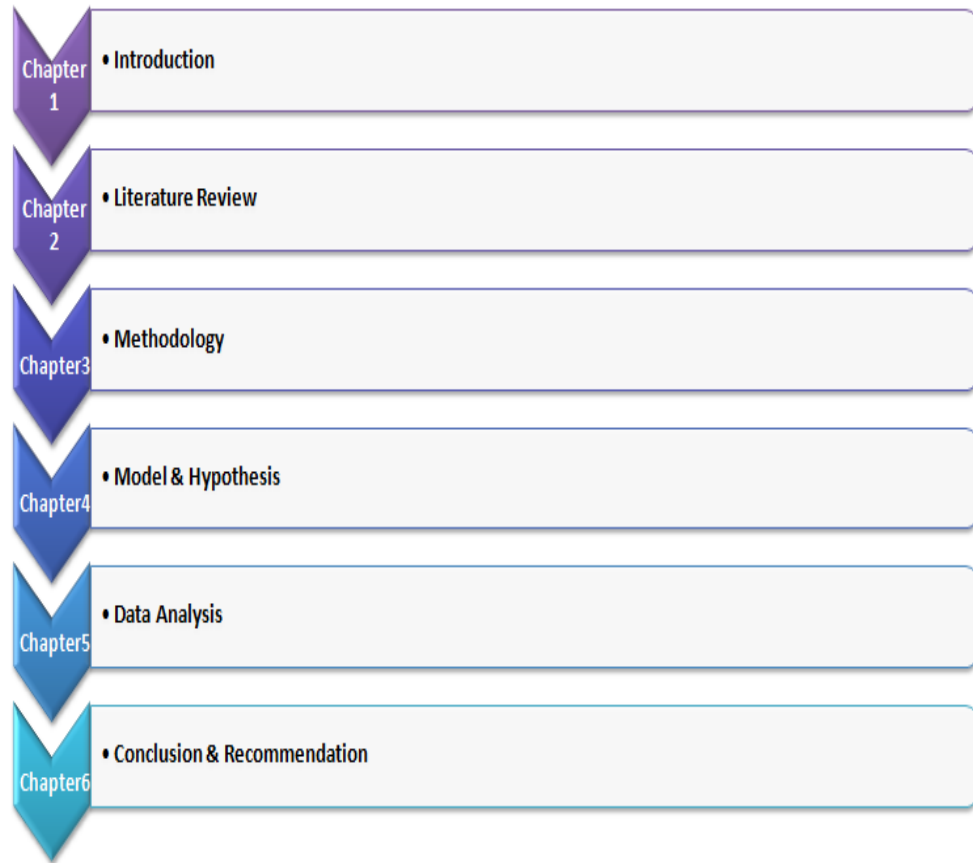 Chapter
1
• Introduction
Chapter
2
• Literature Review
Chapter3
• Methodology
Chapter4
• Model & Hypothesis
Chapter5
• Data Analysis
Chapter6
• Conclusion & Recommendation